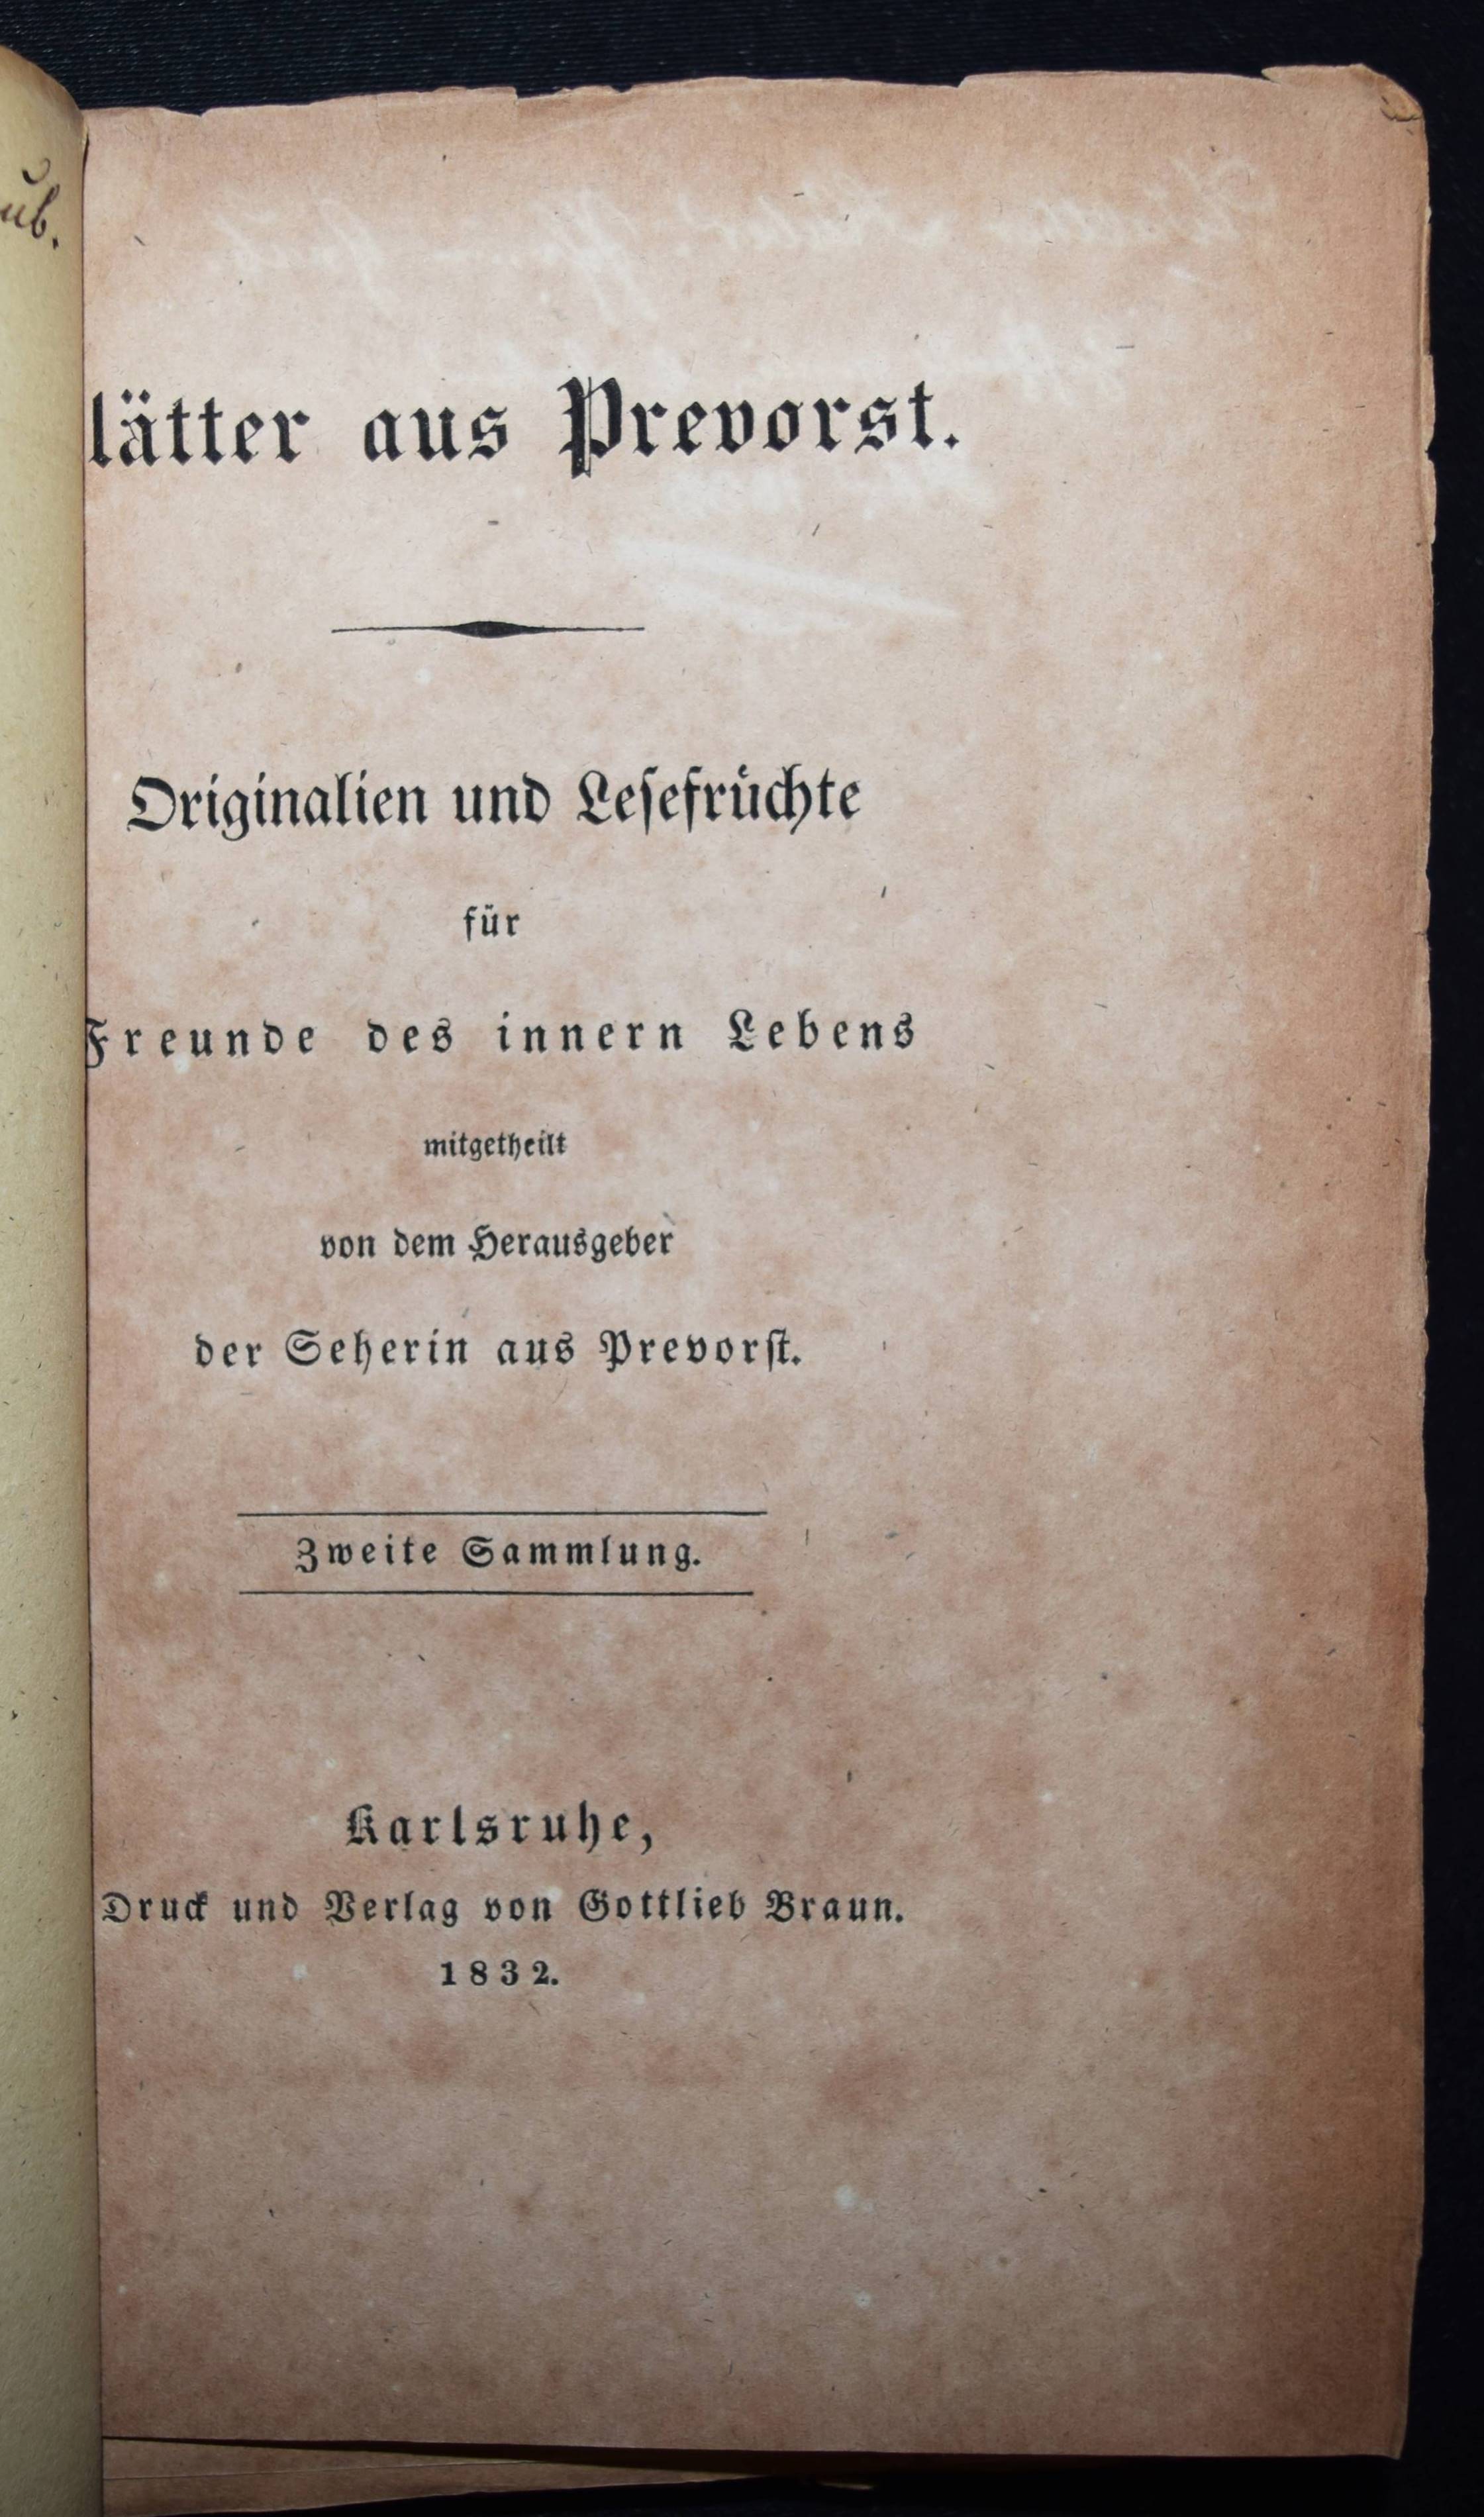 ub.
lätter aus Prevorst.
Originalien und Leſefrüchte
für
Freunde des innern Lebens
mitgetheilt
von dem Herausgeber
der Seherin aus Prevorſt.
Zweite Sammlung.
Karlsruhe,
Druck und Verlag von Gottlieb Braun.
1832.